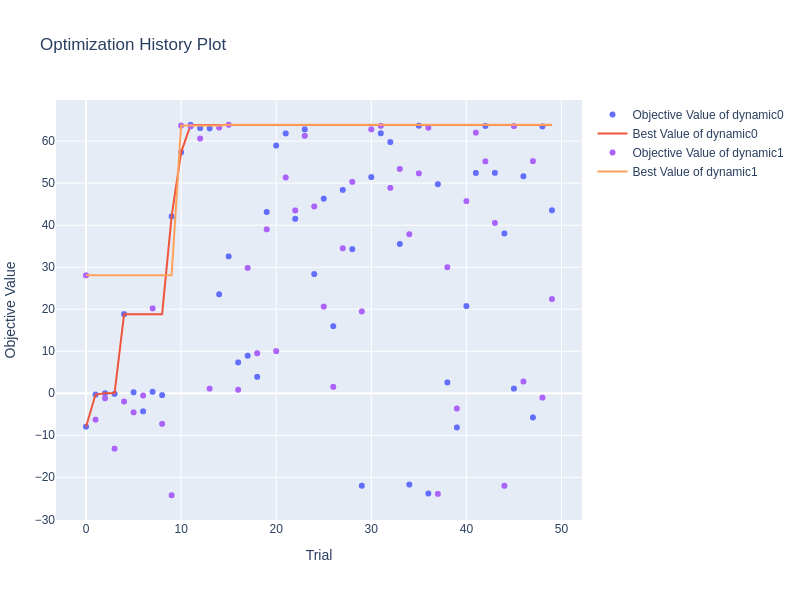 Optimization History Plot
Objective Value of dynamic0
Best Value of dynamic0
Objective Value of dynamic1
Best Value of dynamic1
60
50
40
30
20
10
0
−10
−20
−30
Objective Value
0 10 20 30 40 50
Trial